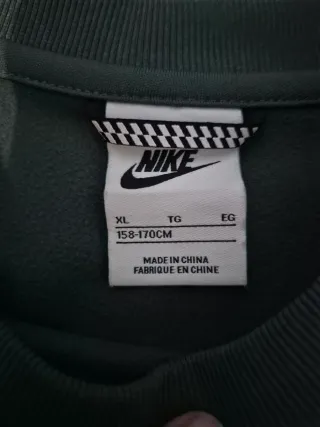 NIKE
XL TG EG
158-170CM
MADE IN CHINA
FABRIQUE EN CHINE